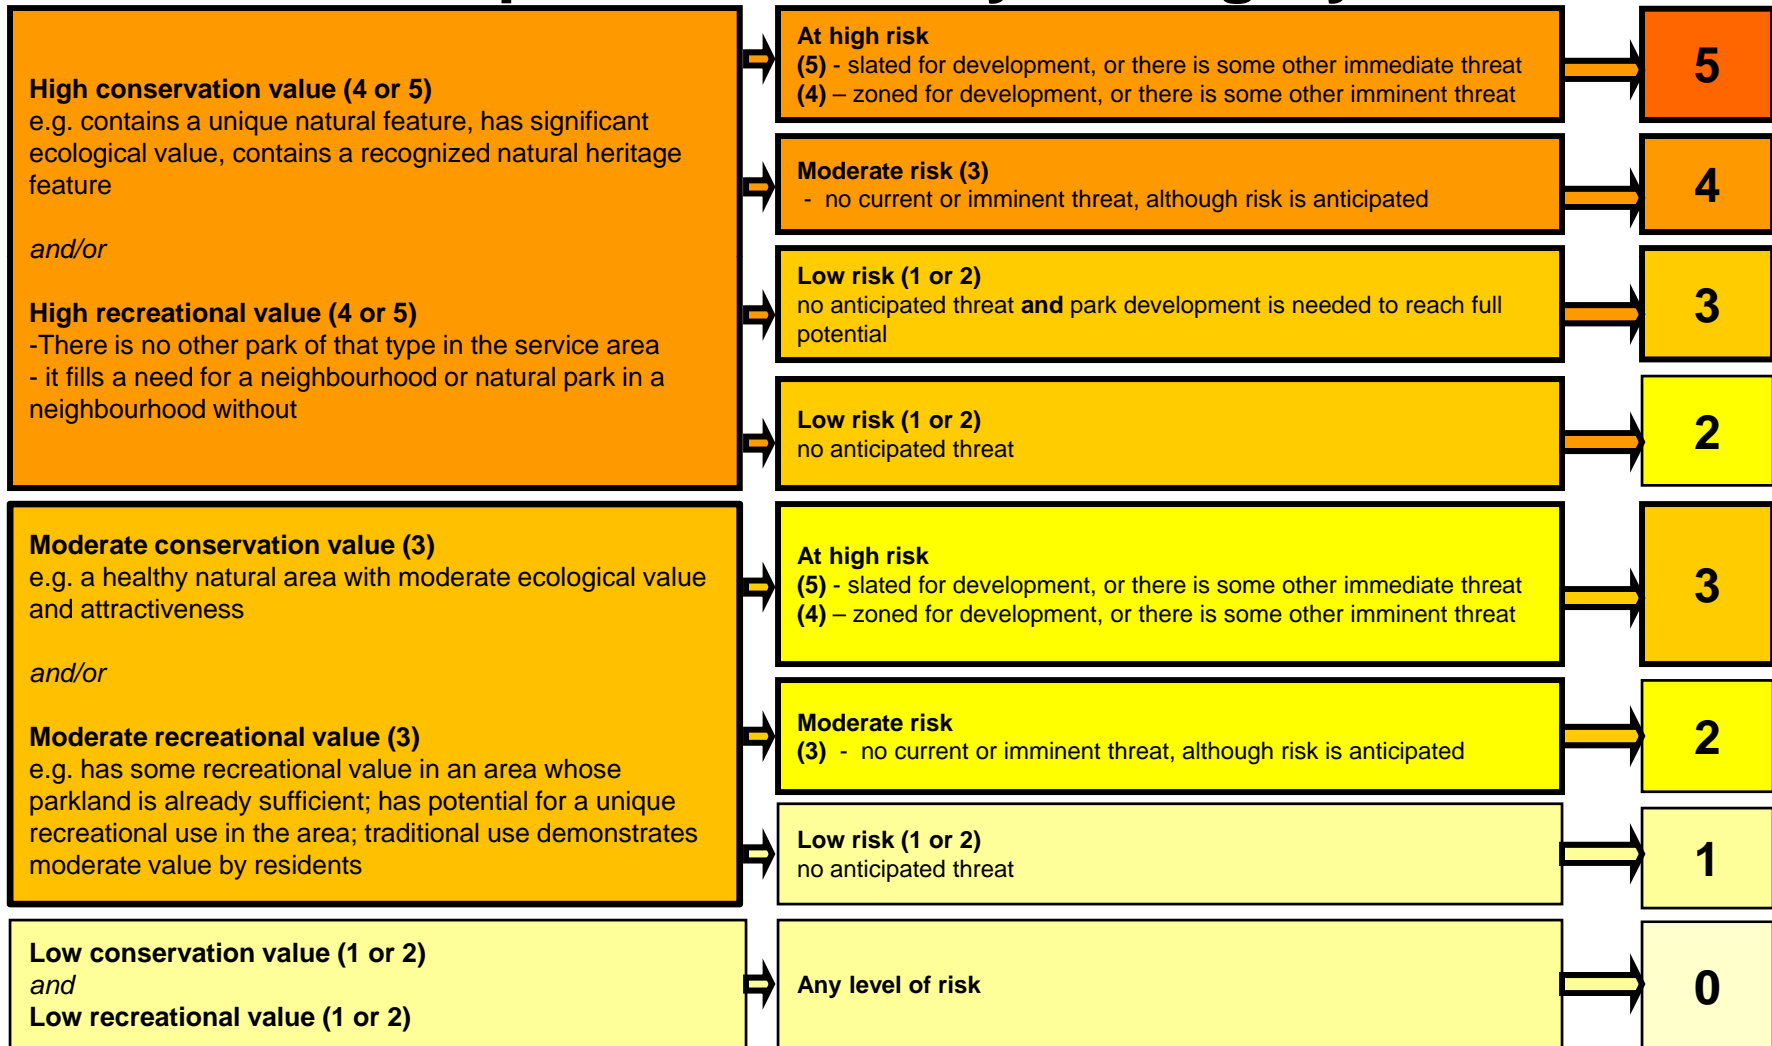 High conservation value (4 or 5)
e.g. contains a unique natural feature, has significant
ecological value, contains a recognized natural heritage
feature
and/or
High recreational value (4 or 5)
-There is no other park of that type in the service area
- it fills a need for a neighbourhood or natural park in a
neighbourhood without
At high risk
(5) - slated for development, or there is some other immediate threat
(4) – zoned for development, or there is some other imminent threat
5
Moderate risk (3)
- no current or imminent threat, although risk is anticipated
4
Low risk (1 or 2)
no anticipated threat and park development is needed to reach full
potential
3
Low risk (1 or 2)
no anticipated threat
2
Moderate conservation value (3)
e.g. a healthy natural area with moderate ecological value
and attractiveness
and/or
Moderate recreational value (3)
e.g. has some recreational value in an area whose
parkland is already sufficient; has potential for a unique
recreational use in the area; traditional use demonstrates
moderate value by residents
At high risk
(5) - slated for development, or there is some other immediate threat
(4) – zoned for development, or there is some other imminent threat
3
Moderate risk
(3) - no current or imminent threat, although risk is anticipated
2
Low risk (1 or 2)
no anticipated threat
1
Low conservation value (1 or 2)
and
Low recreational value (1 or 2)
Any level of risk
0